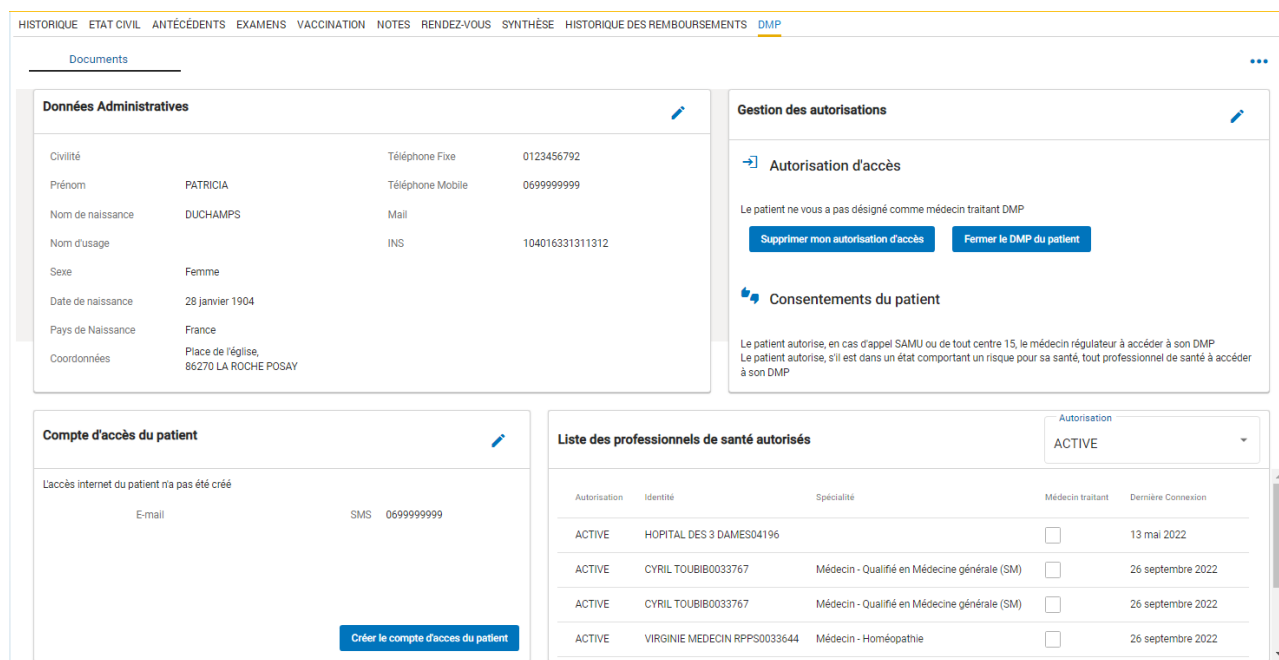 HISTORIQUE ETAT CIVIL ANTÉCÉDENTS EXAMENS VACCINATION NOTES RENDEZ-VOUS SYNTHÈSE HISTORIQUE DES REMBOURSEMENTS DMP
Documents
Données Administratives
Civilité
Téléphone Fixe 0123456792
Prénom PATRICIA
Téléphone Mobile 0699999999
Nom de naissance DUCHAMPS
Mail
Nom d'usage
INS 104016331311312
Sexe Femme
Date de naissance 28 janvier 1904
Pays de Naissance France
Coordonnées Place de l'église,
86270 LA ROCHE POSAY
Gestion des autorisations
Autorisation d'accès
Le patient ne vous a pas désigné comme médecin traitant DMP
Supprimer mon autorisation d'accès Fermer le DMP du patient
Consentements du patient
Le patient autorise, en cas d'appel SAMU ou de tout centre 15, le médecin régulateur à accéder à son DMP
Le patient autorise, s'il est dans un état comportant un risque pour sa santé, tout professionnel de santé à accéder
à son DMP
Compte d'accès du patient
L'accès internet du patient n'a pas été créé
E-mail SMS 0699999999
Créer le compte d'acces du patient
Liste des professionnels de santé autorisés
Autorisation
ACTIVE
Autorisation Identité Spécialité Médecin traitant Dernière Connexion
ACTIVE HOPITAL DES 3 DAMES04196 13 mai 2022
ACTIVE CYRIL TOUBIB0033767 Médecin - Qualifié en Médecine générale (SM) 26 septembre 2022
ACTIVE CYRIL TOUBIB0033767 Médecin - Qualifié en Médecine générale (SM) 26 septembre 2022
ACTIVE VIRGINIE MEDECIN RPPS0033644 Médecin - Homéopathie 26 septembre 2022